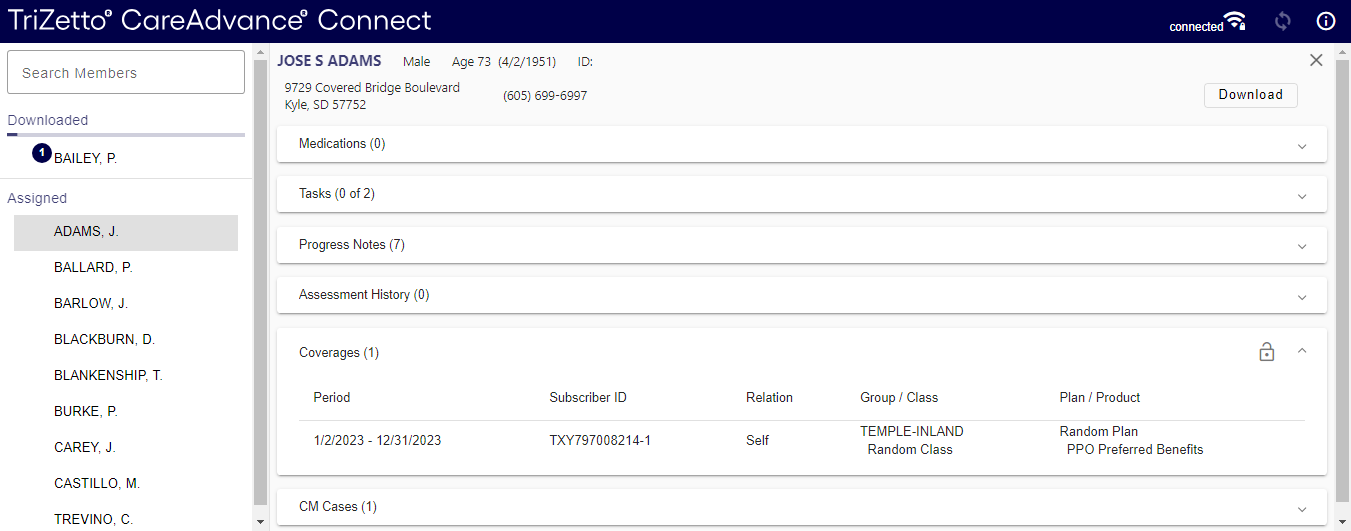 TriZetto® CareAdvance® Connect
connected
Search Members
Downloaded
1
BAILEY, P.
Assigned
ADAMS, J.
BALLARD, P.
BARLOW, J.
BLACKBURN, D.
BLANKENSHIP, T.
BURKE, P.
CAREY, J.
CASTILLO, M.
TREVINO, C.
JOSE S ADAMS Male Age 73 (4/2/1951) ID:
9729 Covered Bridge Boulevard
Kyle, SD 57752
(605) 699-6997
Download
Medications (0)
Tasks (0 of 2)
Progress Notes (7)
Assessment History (0)
Coverages (1)
Period Subscriber ID Relation Group / Class Plan / Product
1/2/2023 - 12/31/2023 TXY797008214-1 Self TEMPLE-INLAND Random Plan
Random Class PPO Preferred Benefits
CM Cases (1)